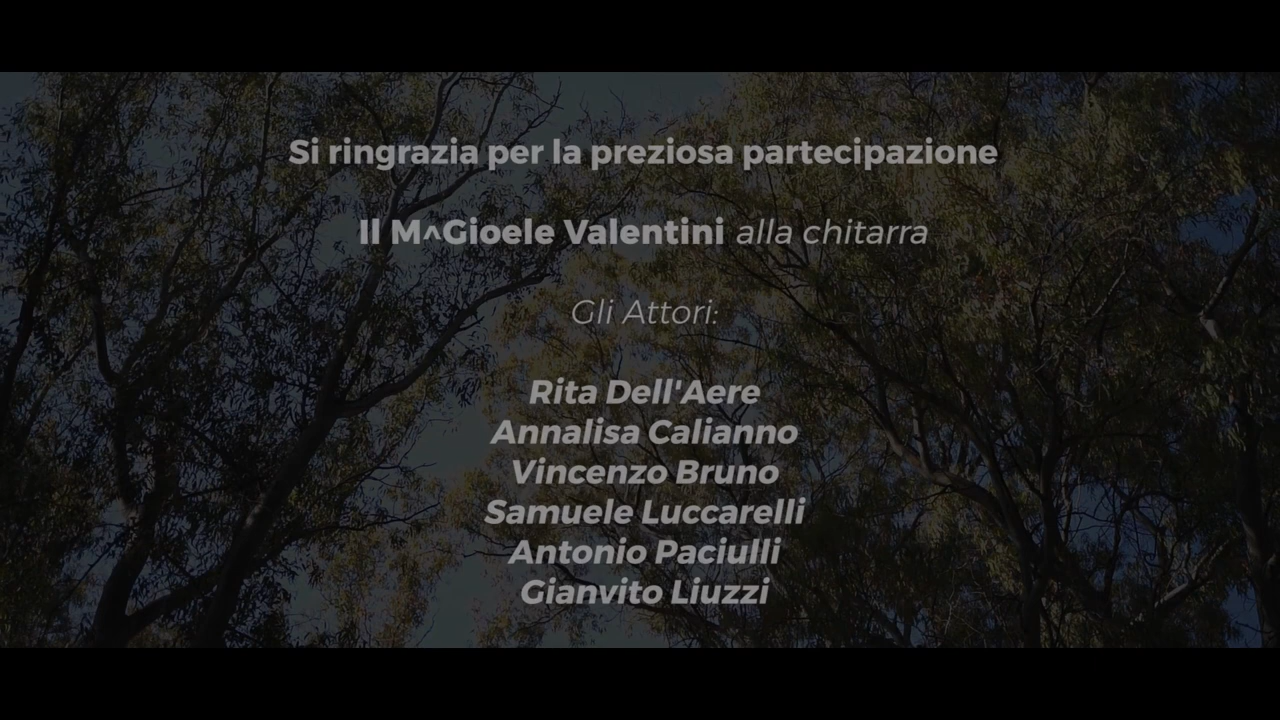 Si ringrazia per la preziosa partecipazione
Il M^Gioele Valentini alla chitarra
Gli Attori:
Rita Dell'Aere
Annalisa Calianno
Vincenzo Bruno
Samuele Luccarelli
Antonio Paciulli
Gianvito Liuzzi